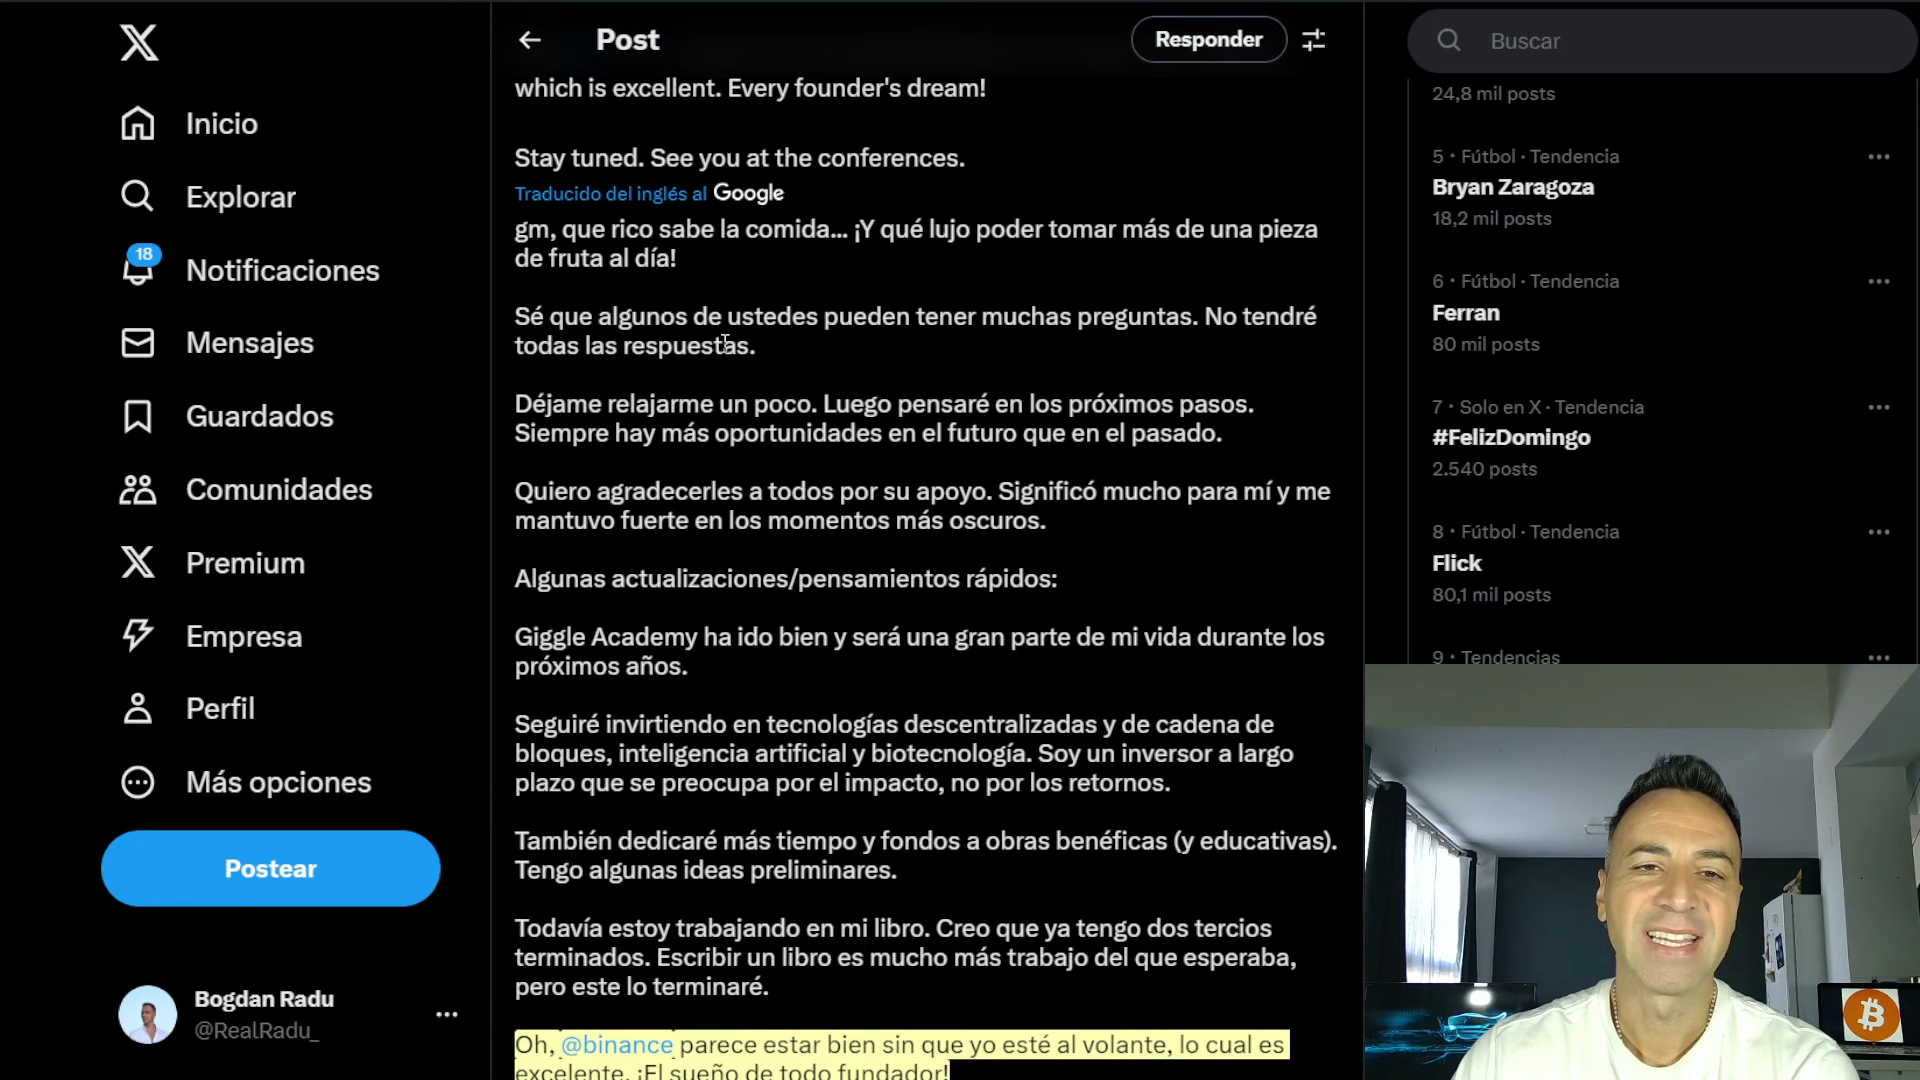 Post
Responder
Buscar
which is excellent. Every founder's dream!
24,8 mil posts
Inicio
Stay tuned. See you at the conferences.
5 · Fútbol · Tendencia
Bryan Zaragoza
18,2 mil posts
Traducido del inglés al Google
Explorar
gm, que rico sabe la comida... ¡Y qué lujo poder tomar más de una pieza
de fruta al día!
18
Notificaciones
6 · Fútbol · Tendencia
Ferran
80 mil posts
Sé que algunos de ustedes pueden tener muchas preguntas. No tendré
todas las respuestas.
Mensajes
Déjame relajarme un poco. Luego pensaré en los próximos pasos.
Siempre hay más oportunidades en el futuro que en el pasado.
7 · Solo en X · Tendencia
#FelizDomingo
2.540 posts
Guardados
Quiero agradecerles a todos por su apoyo. Significó mucho para mí y me
mantuvo fuerte en los momentos más oscuros.
Comunidades
8 · Fútbol · Tendencia
Flick
80,1 mil posts
Algunas actualizaciones/pensamientos rápidos:
Premium
Giggle Academy ha ido bien y será una gran parte de mi vida durante los
próximos años.
Empresa
9 · Tendencias
Seguiré invirtiendo en tecnologías descentralizadas y de cadena de
bloques, inteligencia artificial y biotecnología. Soy un inversor a largo
plazo que se preocupa por el impacto, no por los retornos.
Perfil
Más opciones
También dedicaré más tiempo y fondos a obras benéficas (y educativas).
Tengo algunas ideas preliminares.
Postear
Todavía estoy trabajando en mi libro. Creo que ya tengo dos tercios
terminados. Escribir un libro es mucho más trabajo del que esperaba,
pero este lo terminaré.
Bogdan Radu
@RealRadu_
Oh, @binance parece estar bien sin que yo esté al volante, lo cual es
excelente. ¡El sueño de todo fundador!